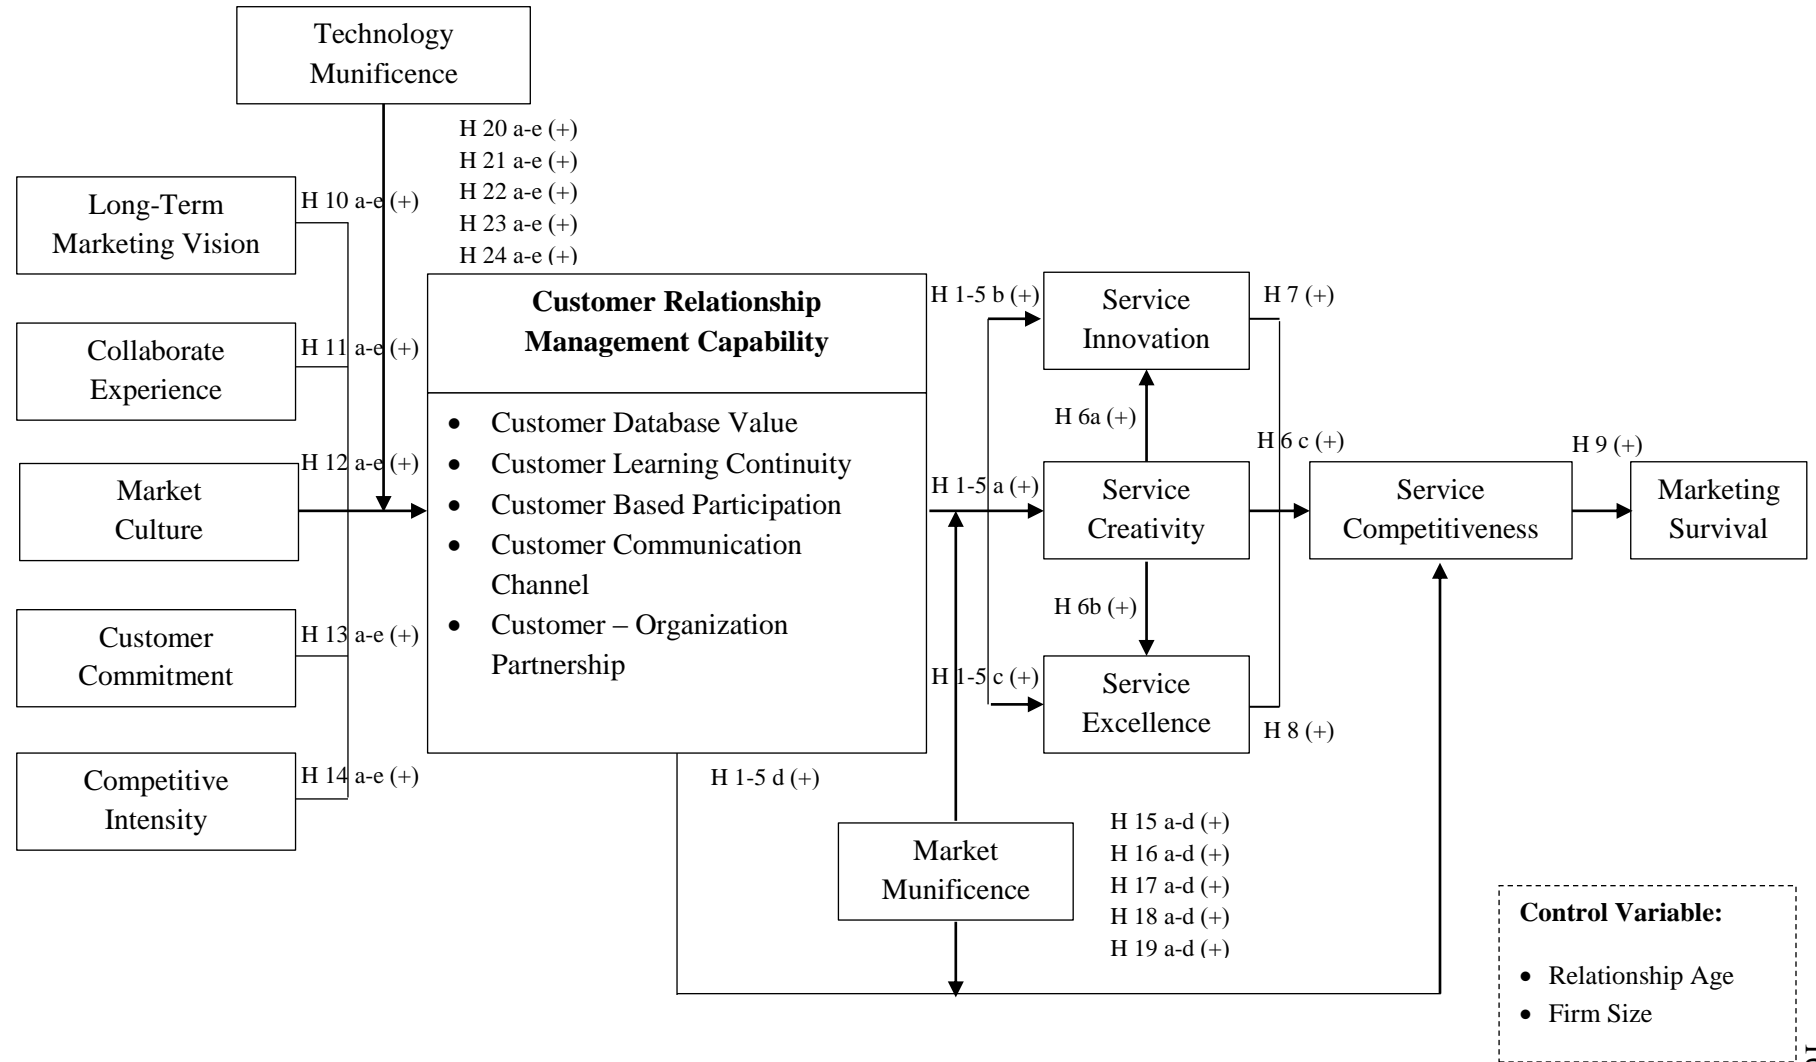 Technology
Munificence
H 20 a-e (+)
H 21 a-e (+)
H 22 a-e (+)
H 23 a-e (+)
H 24 a-e (+)
Long-Term
Marketing Vision
H 10 a-e (+)
Collaborate
Experience
H 11 a-e (+)
Market
Culture
H 12 a-e (+)
Customer
Commitment
H 13 a-e (+)
Competitive
Intensity
H 14 a-e (+)
Customer Relationship
Management Capability
• Customer Database Value
• Customer Learning Continuity
• Customer Based Participation
• Customer Communication
Channel
• Customer – Organization
Partnership
H 1-5 b (+)
H 1-5 a (+)
H 1-5 c (+)
H 1-5 d (+)
Service
Innovation
H 7 (+)
H 6a (+)
Service
Creativity
H 6 c (+)
H 6b (+)
Service
Excellence
H 8 (+)
Service
Competitiveness
H 9 (+)
Marketing
Survival
Market
Munificence
H 15 a-d (+)
H 16 a-d (+)
H 17 a-d (+)
H 18 a-d (+)
H 19 a-d (+)
Control Variable:
• Relationship Age
• Firm Size